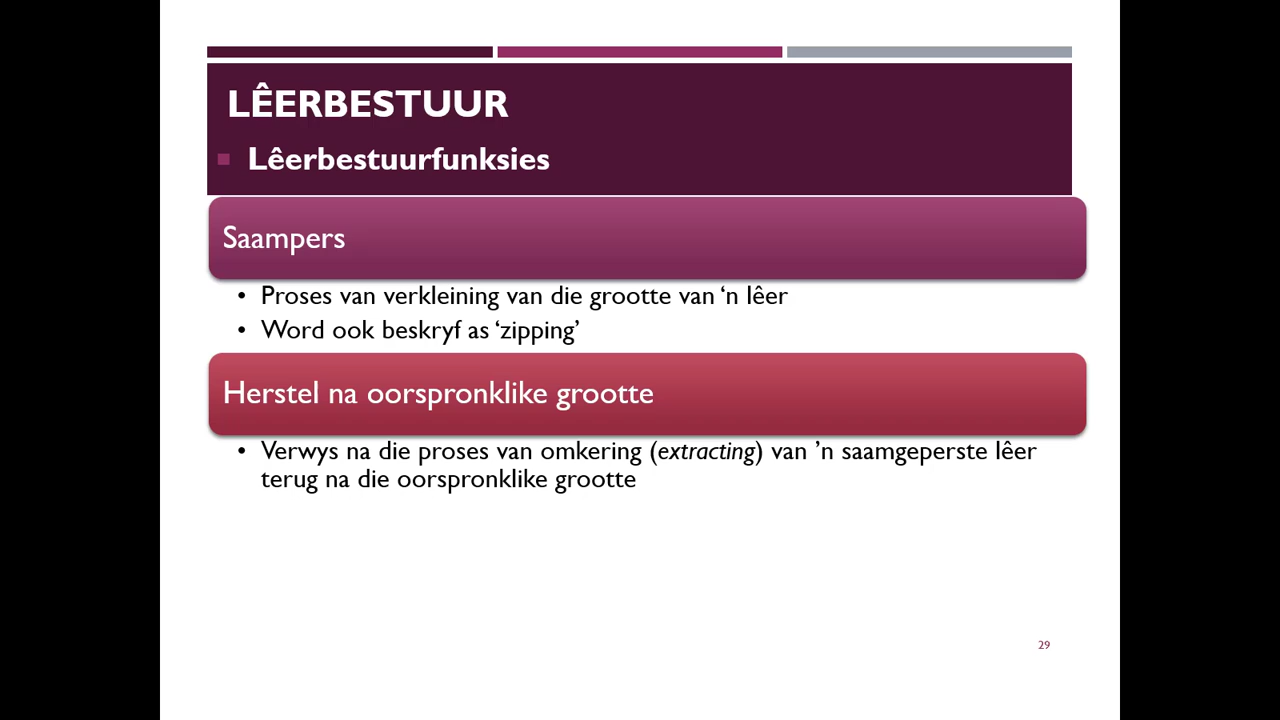 LÊERBESTUUR
Lêerbestuurfunksies
Saampers
• Proses van verkleining van die grootte van ‘n lêer
• Word ook beskryf as ‘zipping’
Herstel na oorspronklike grootte
• Verwys na die proses van omkering (extracting) van ’n saamgeperste lêer
terug na die oorspronklike grootte
29